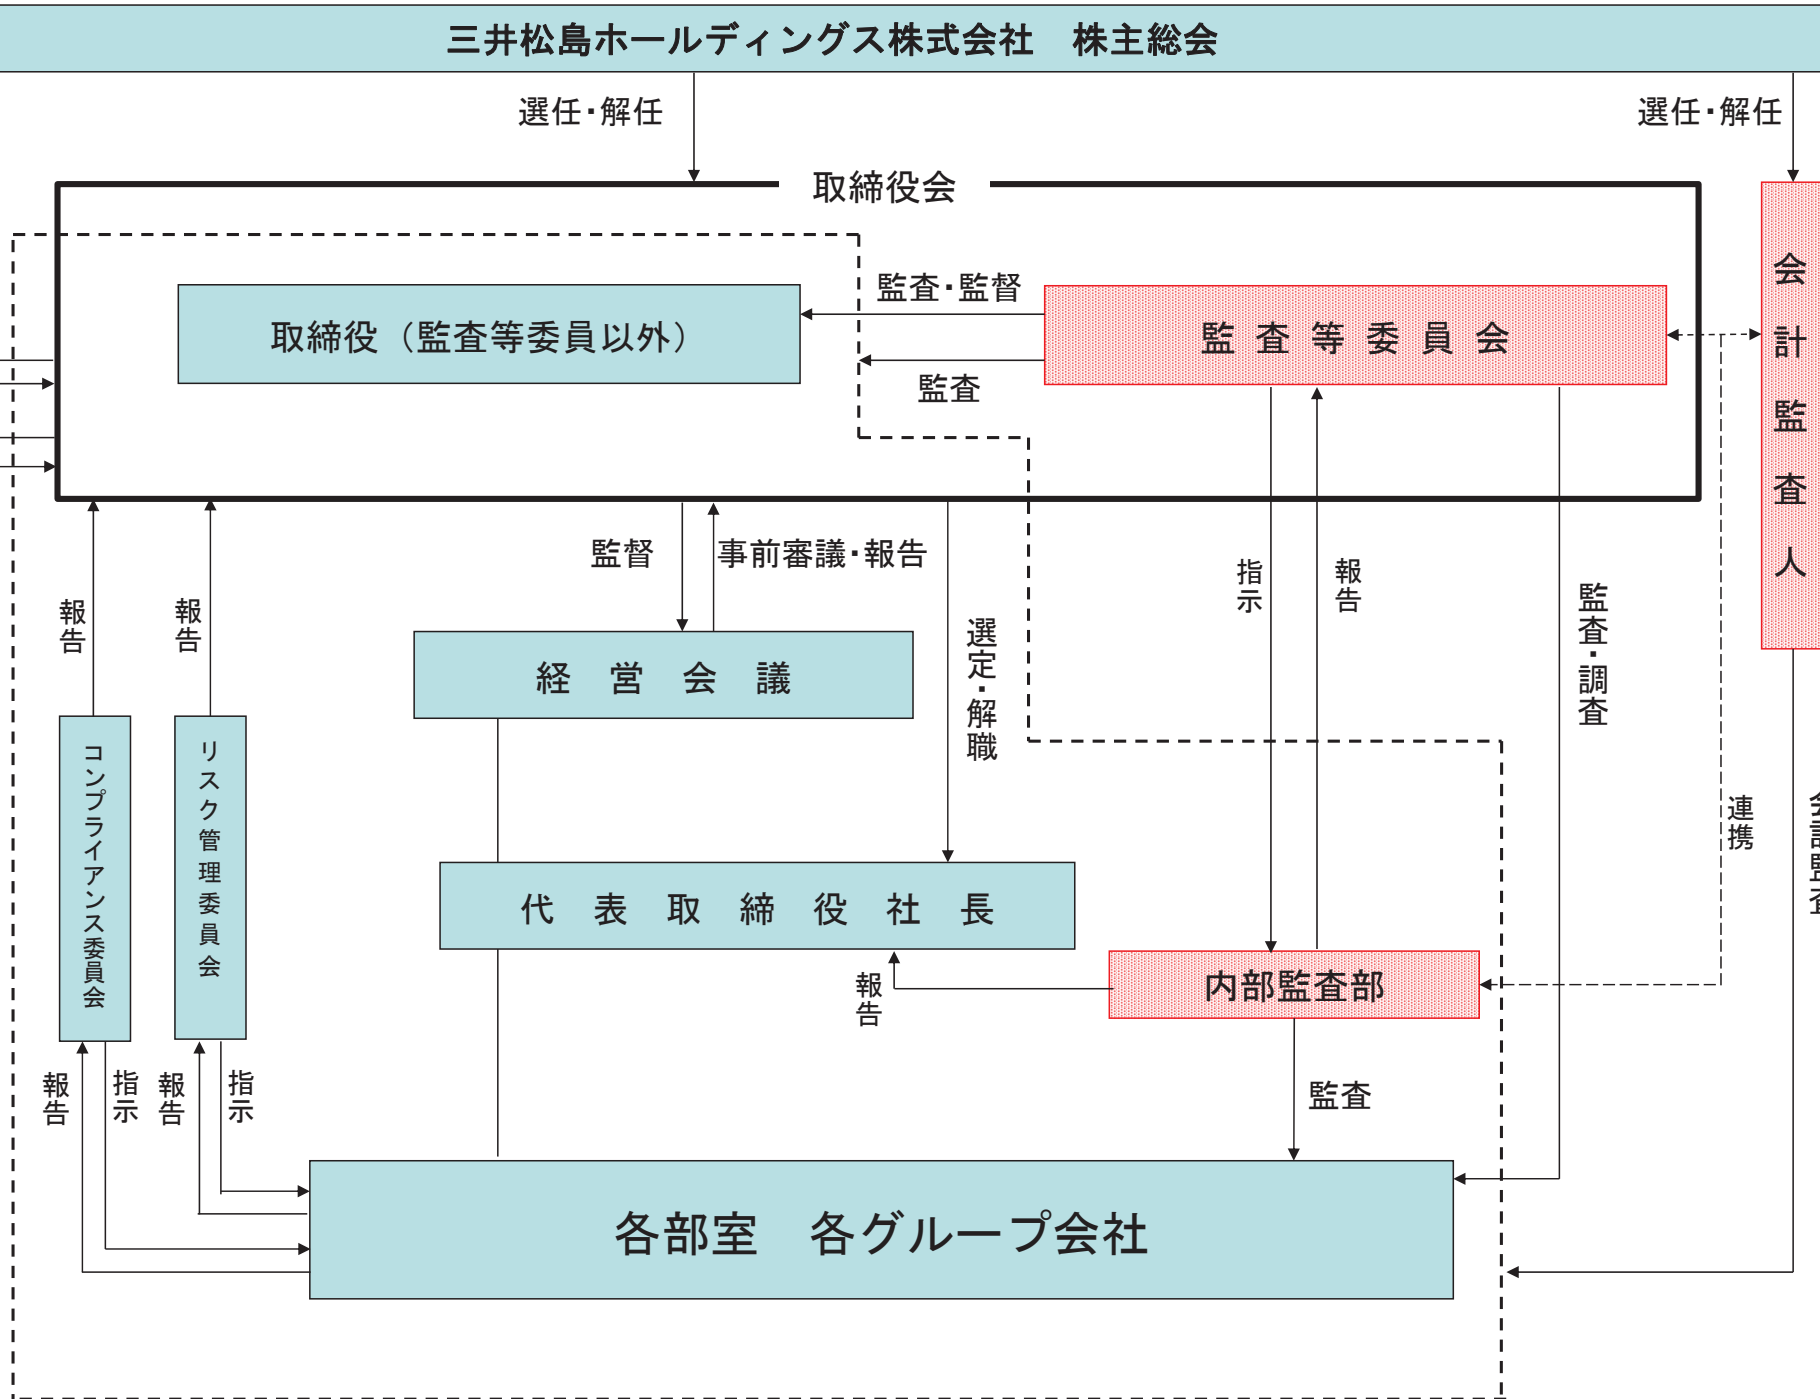 三井松島ホールディングス株式会社　株主総会
選任・解任
選任・解任
取締役会
監査・監督
取締役（監査等委員以外）
監査等委員会
監査
会計監査人
監督
事前審議・報告
指示
報告
報告
報告
監査・調査
選定・解職
経営会議
コンプライアンス委員会
リスク管理委員会
連携
会計監査
代表取締役社長
内部監査部
報告
報告
指示
報告
指示
監査
各部室　各グループ会社